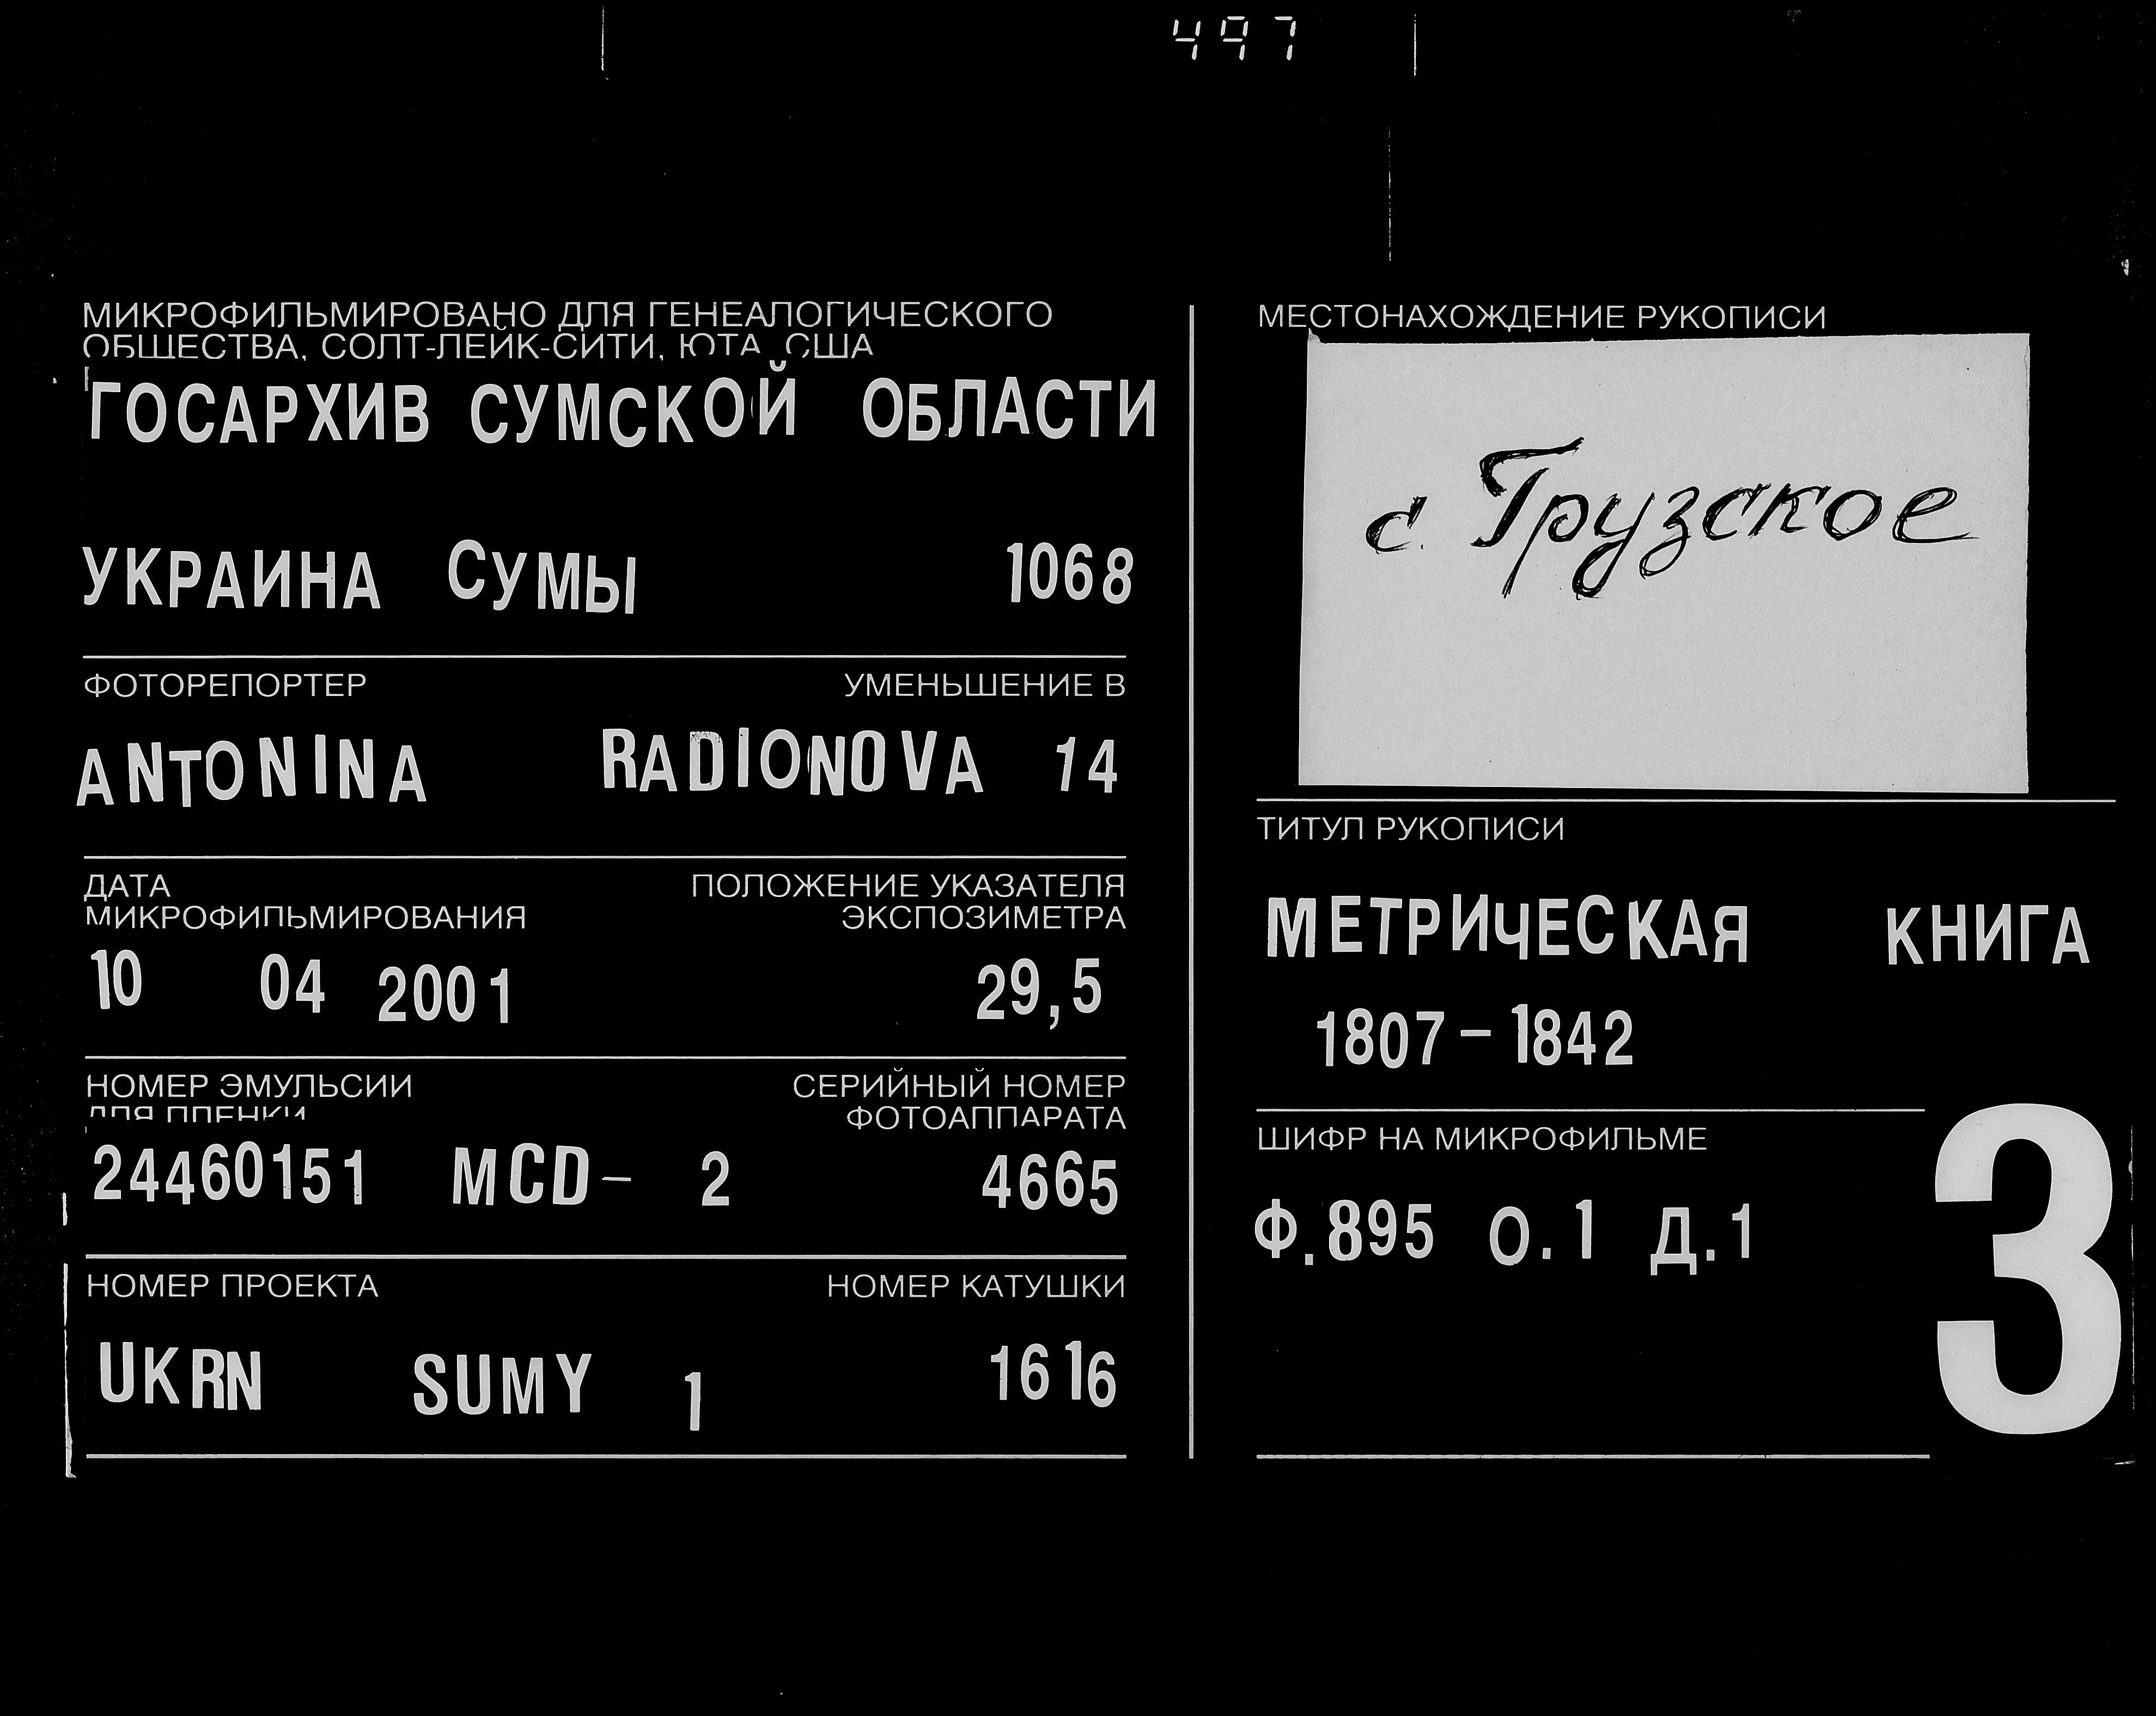 497
МИКРОФИЛЬМИРОВАНО ДЛЯ ГЕНЕАЛОГИЧЕСКОГО
ОБЩЕСТВА, СОЛТ-ЛЕЙК-СИТИ, ЮТА, США
ГОСАРХИВ СУМСКОЙ ОБЛАСТИ
УКРАИНА СУМЫ 1068
ФОТОРЕПОРТЕР УМЕНЬШЕНИЕ В
ANTONINA RADIONOVA 14
ДАТА ПОЛОЖЕНИЕ УКАЗАТЕЛЯ
МИКРОФИЛЬМИРОВАНИЯ ЭКСПОЗИМЕТРА
10 04 2001 29,5
НОМЕР ЭМУЛЬСИИ СЕРИЙНЫЙ НОМЕР
ДЛЯ ПЛЕНКИ ФОТОАППАРАТА
24460151 MCD- 2 4665
НОМЕР ПРОЕКТА НОМЕР КАТУШКИ
UKRN SUMY 1 1616
МЕСТОНАХОЖДЕНИЕ РУКОПИСИ
с. Грузское
ТИТУЛ РУКОПИСИ
МЕТРИЧЕСКАЯ КНИГА
1807-1842
ШИФР НА МИКРОФИЛЬМЕ
Ф.895 О.1 Д.1
3